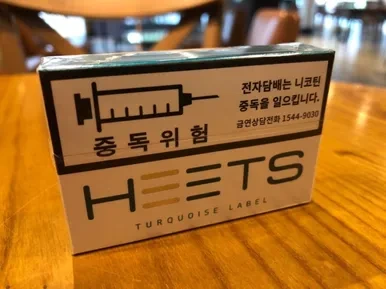 전자담배는 니코틴
중독을 일으킵니다.
금연상담전화 1544-9030
중독위험
HEETS
TURQUOISE LABEL